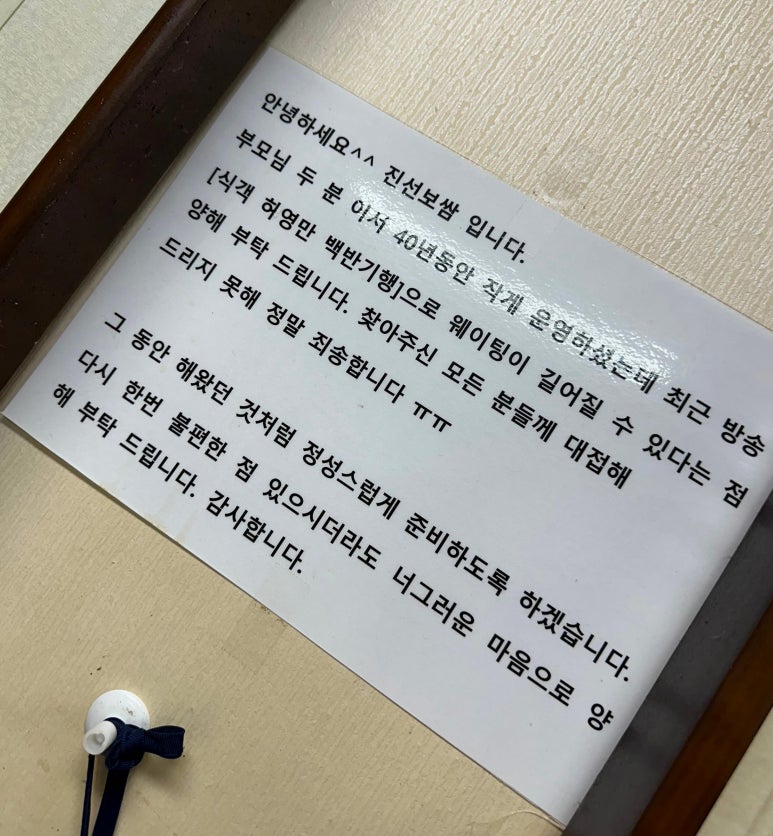 안녕하세요^^ 진선보쌈 입니다.
부모님 두 분 이서 40년동안 작게 운영하셨는데 최근 방송
[식객 허영만 백반기행]으로 웨이팅이 길어질 수 있다는 점
양해 부탁 드립니다. 찾아주신 모든 분들께 대접해
드리지 못해 정말 죄송합니다 ㅠㅠ
그 동안 해왔던 것처럼 정성스럽게 준비하도록 하겠습니다.
다시 한번 불편한 점 있으시더라도 너그러운 마음으로 양
해 부탁 드립니다. 감사합니다.